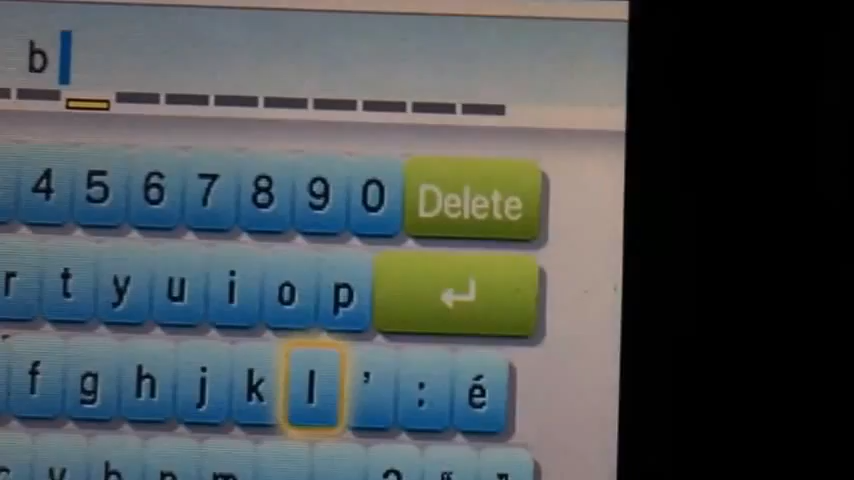 b
4 5 6 7 8 9 0 Delete
r t y u i o p
f g h j k l ' : é
v b n m